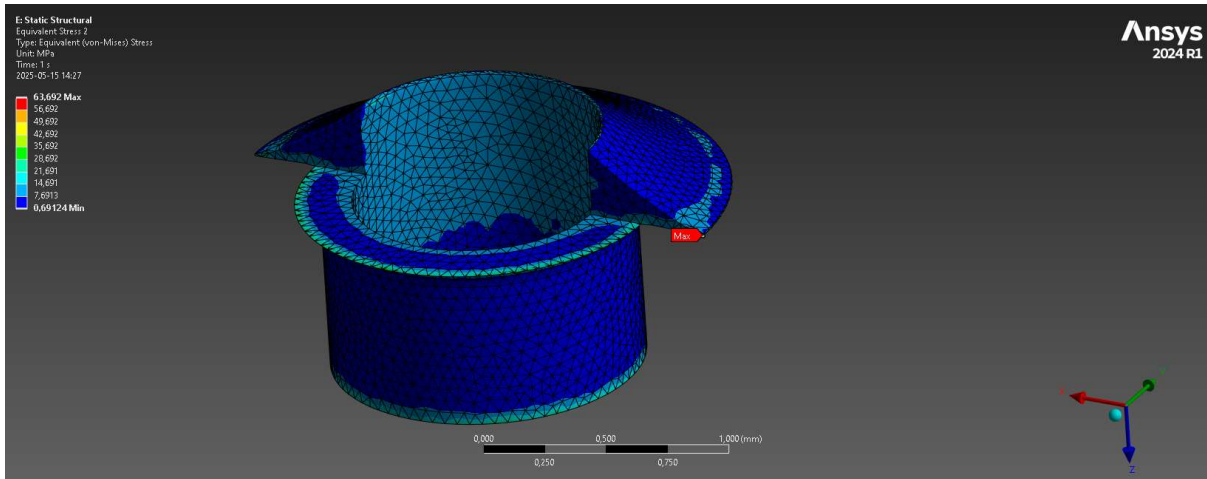 E: Static Structural
Equivalent Stress 2
Type: Equivalent (von-Mises) Stress
Unit: MPa
Time: 1 s
2025-05-15 14:27
63,692 Max
56,692
49,692
42,692
35,692
28,692
21,691
14,691
7,6913
0,69124 Min
Ansys
2024 R1
Max
0,000
0,500
1,000 (mm)
0,250
0,750
X
Z